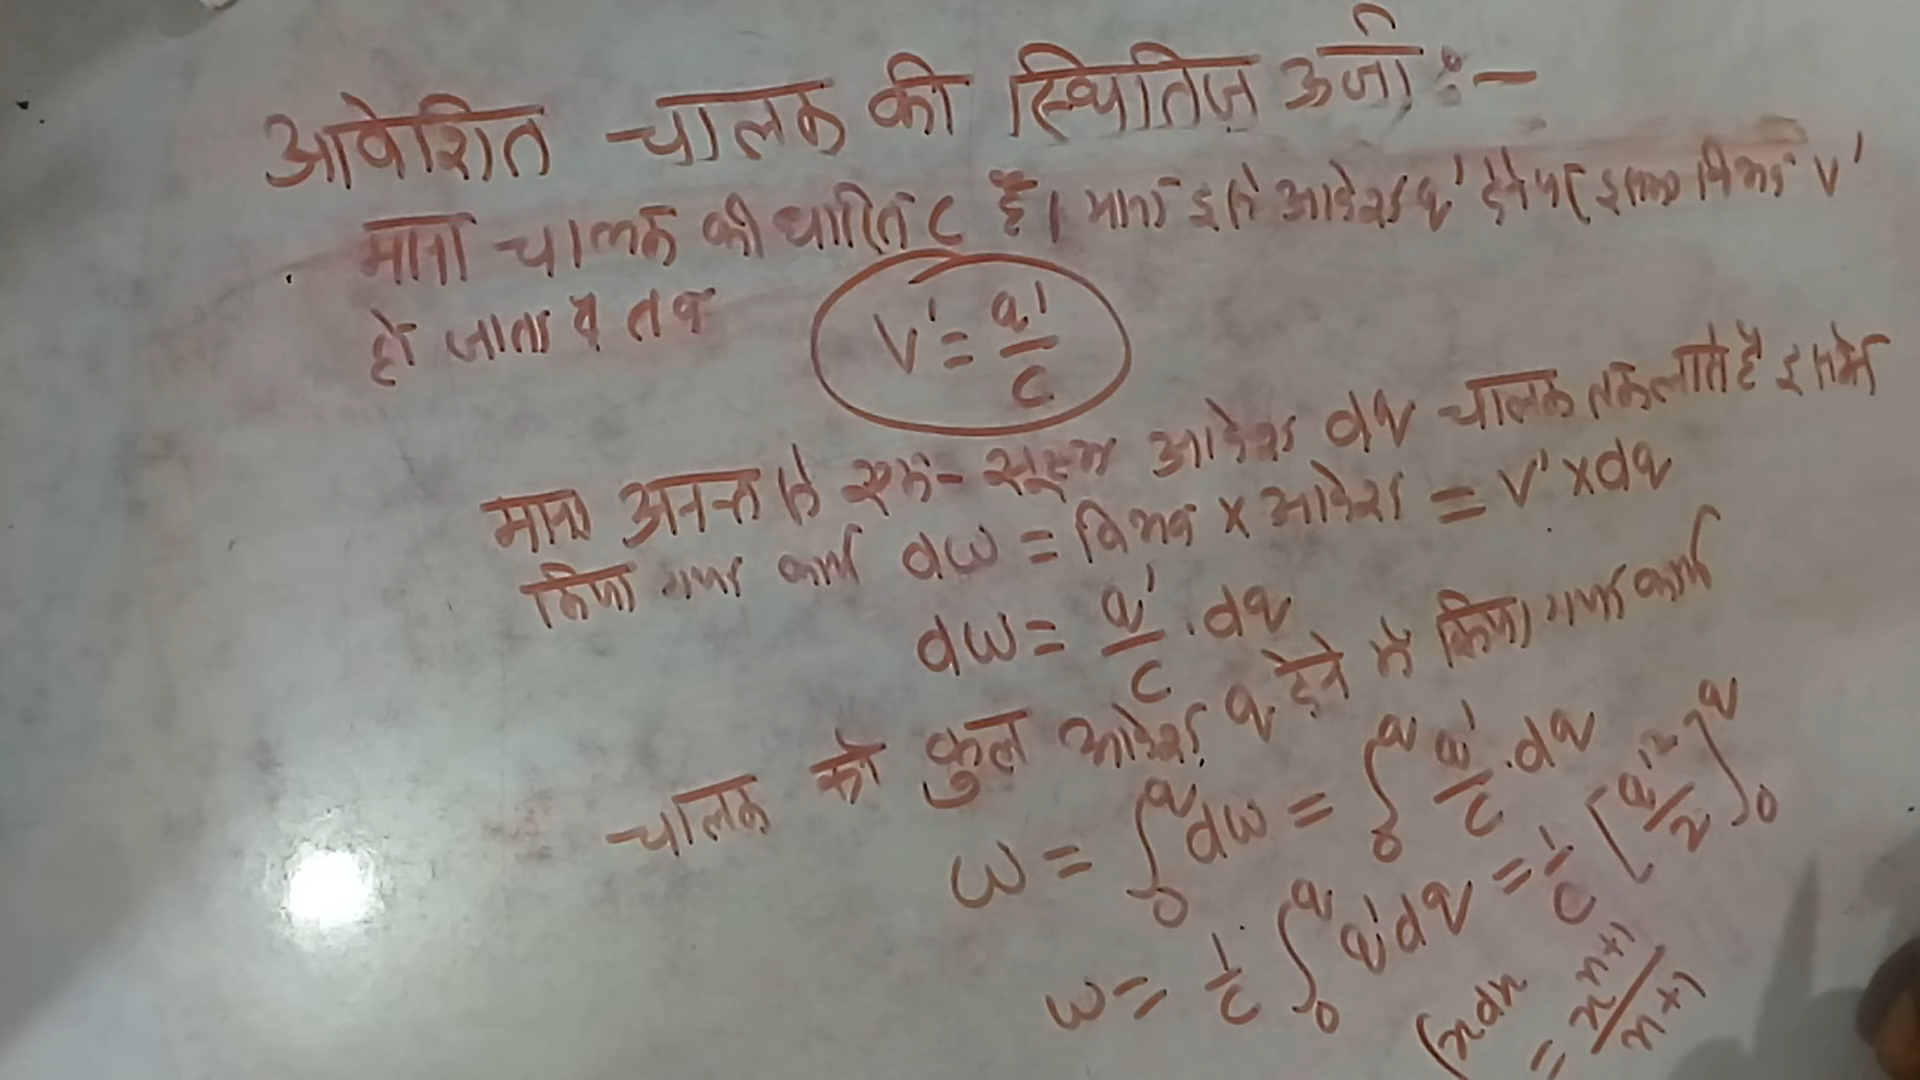 आवेशित चालक की स्थितिज ऊर्जा :-
माना चालक की धारिता C है। माना इसे आवेश q' देने पर इसका विभव V'
हो जाता है तब
V' = q'/C
माना अनन्त से एक- सूक्ष्म आवेश dq चालक तक लाते है इसमें
किया गया कार्य dw = विभव × आवेश = V' × dq
dw = q'/C . dq
चालक को कुल आवेश q देने में किया गया कार्य
w = ∫₀^q dw = ∫₀^q q'/C . dq
w = 1/C ∫₀^q q' dq = 1/C [q'²/2]₀^q
(x dx
= x^(n+1)/(n+1)